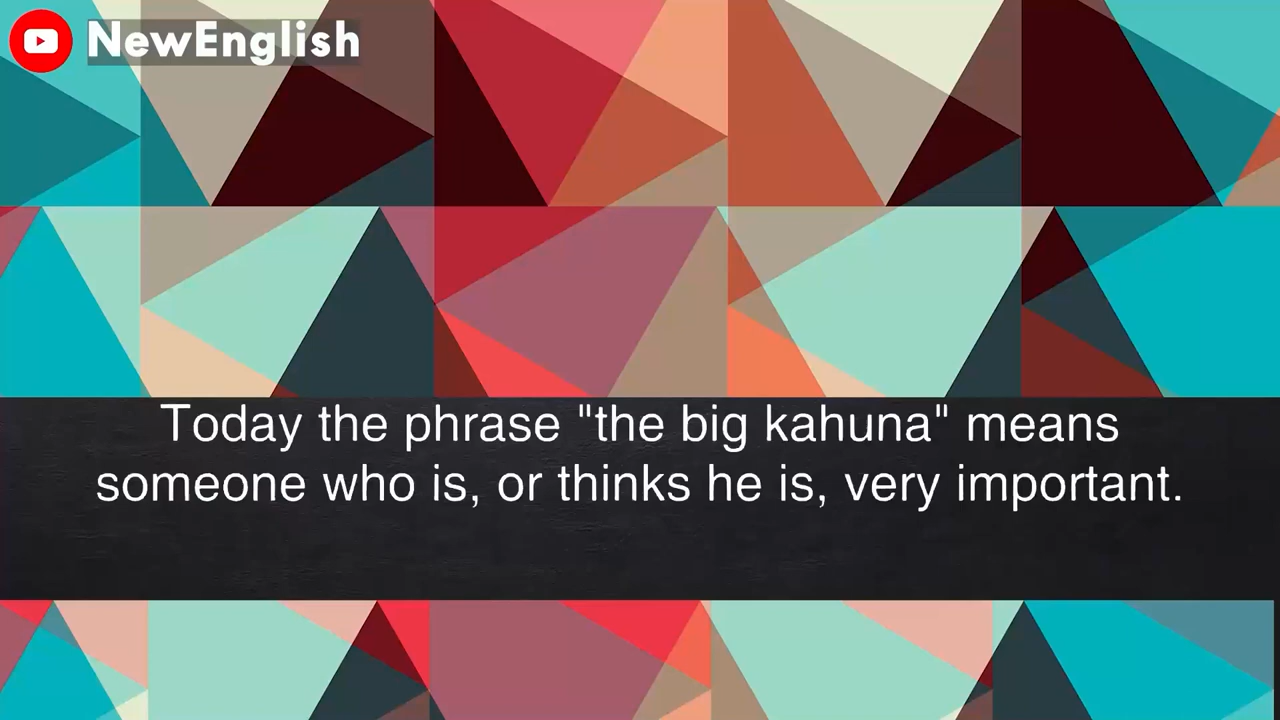 NewEnglish
Today the phrase "the big kahuna" means
someone who is, or thinks he is, very important.